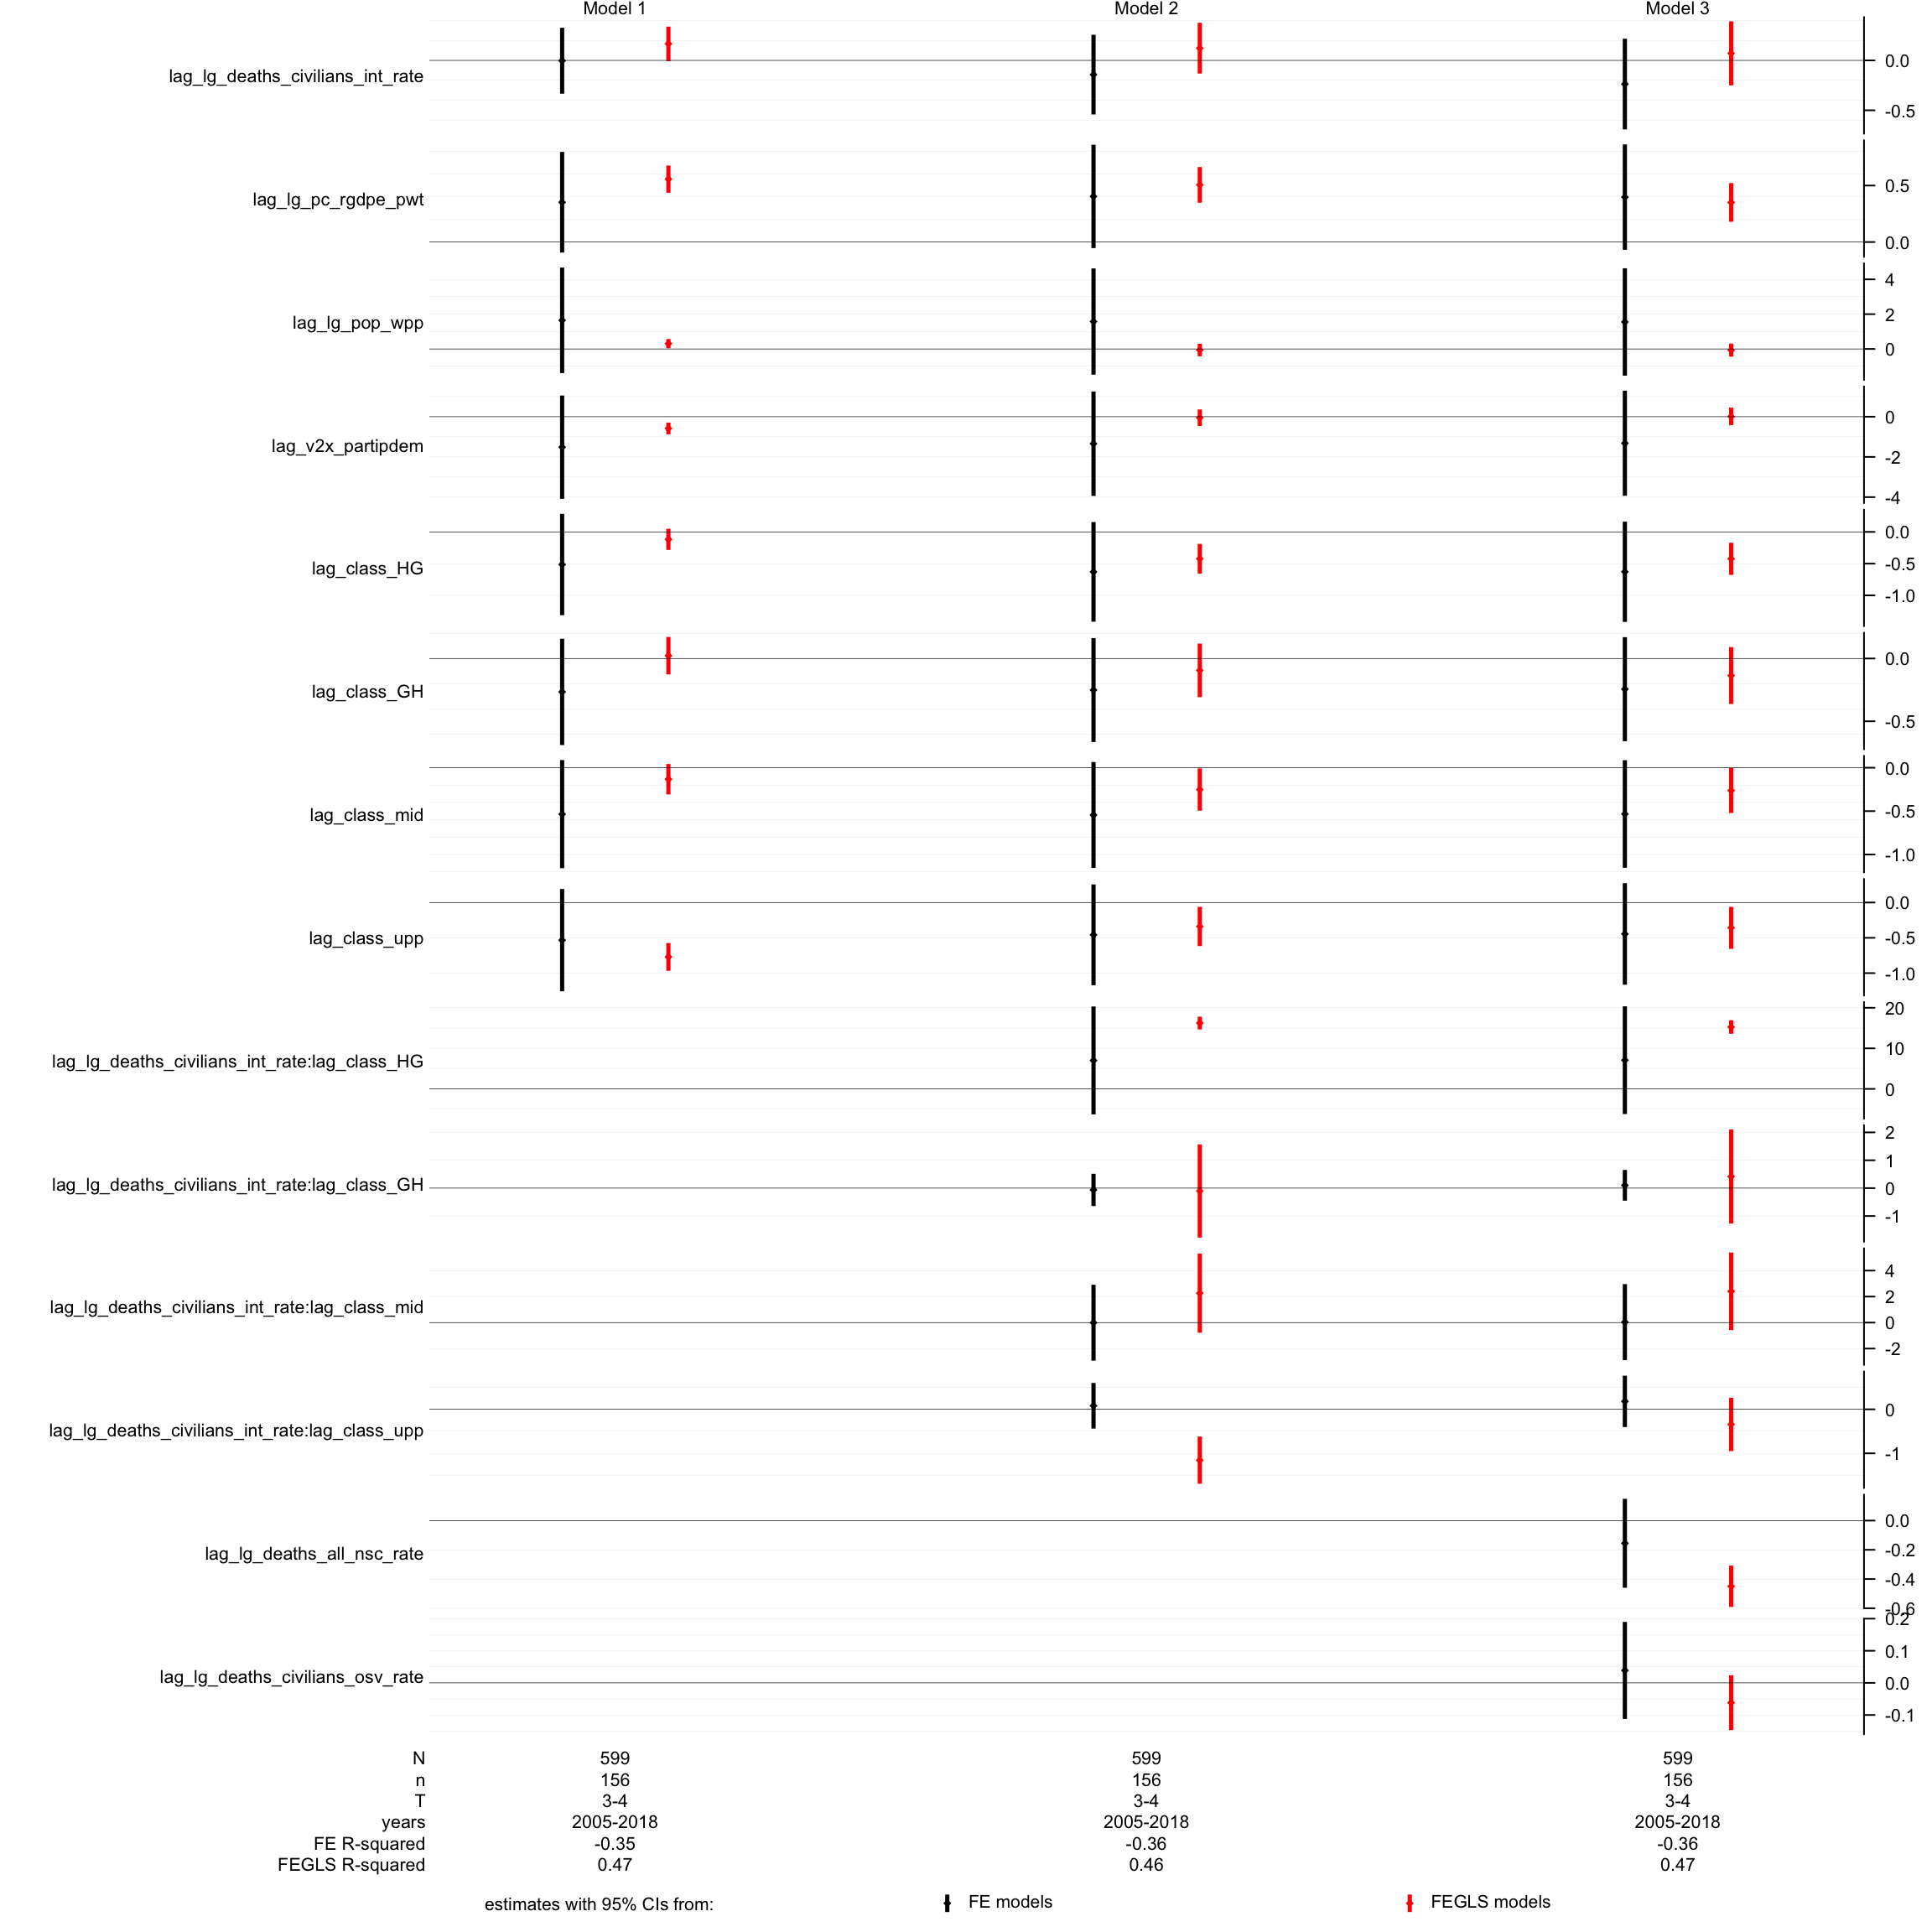 Model 1 Model 2 Model 3
lag_lg_deaths_civilians_int_rate
0.0
-0.5
lag_lg_pc_rgdpe_pwt
0.5
0.0
lag_lg_pop_wpp
4
2
0
lag_v2x_partipdem
0
-2
-4
lag_class_HG
0.0
-0.5
-1.0
lag_class_GH
0.0
-0.5
lag_class_mid
0.0
-0.5
-1.0
lag_class_upp
0.0
-0.5
-1.0
lag_lg_deaths_civilians_int_rate:lag_class_HG
20
10
0
lag_lg_deaths_civilians_int_rate:lag_class_GH
2
1
0
-1
lag_lg_deaths_civilians_int_rate:lag_class_mid
4
2
0
-2
lag_lg_deaths_civilians_int_rate:lag_class_upp
0
-1
lag_lg_deaths_all_nsc_rate
0.0
-0.2
-0.4
-0.6
lag_lg_deaths_civilians_osv_rate
0.2
0.1
0.0
-0.1
N 599 599 599
n 156 156 156
T 3-4 3-4 3-4
years 2005-2018 2005-2018 2005-2018
FE R-squared -0.35 -0.36 -0.36
FEGLS R-squared 0.47 0.46 0.47
estimates with 95% CIs from: FE models FEGLS models